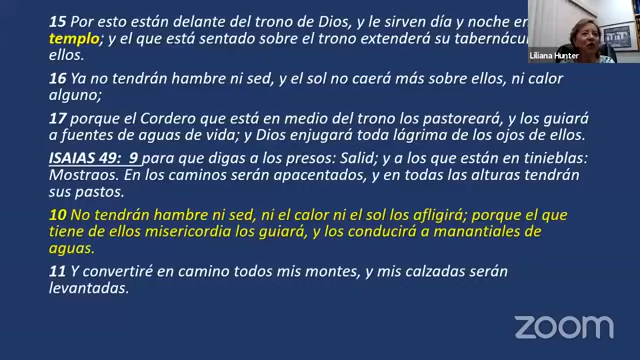 15 Por esto están delante del trono de Dios, y le sirven día y noche en
templo; y el que está sentado sobre el trono extenderá su
ellos.
Liliana Hunter
16 Ya no tendrán hambre ni sed, y el sol no caerá más sobre ellos, ni calor
alguno;
17 porque el Cordero que está en medio del trono los pastoreará, y los guiará
a fuentes de aguas de vida; y Dios enjugará toda lágrima de los ojos de ellos.
ISAIAS 49: 9 para que digas a los presos: Salid; y a los que están en tinieblas:
Mostraos. En los caminos serán apacentados, y en todas las alturas tendrán
sus pastos.
10 No tendrán hambre ni sed, ni el calor ni el sol los afligirá; porque el que
tiene de ellos misericordia los guiará, y los conducirá a manantiales de
aguas.
11 Y convertiré en camino todos mis montes, y mis calzadas serán
levantadas.
zoom